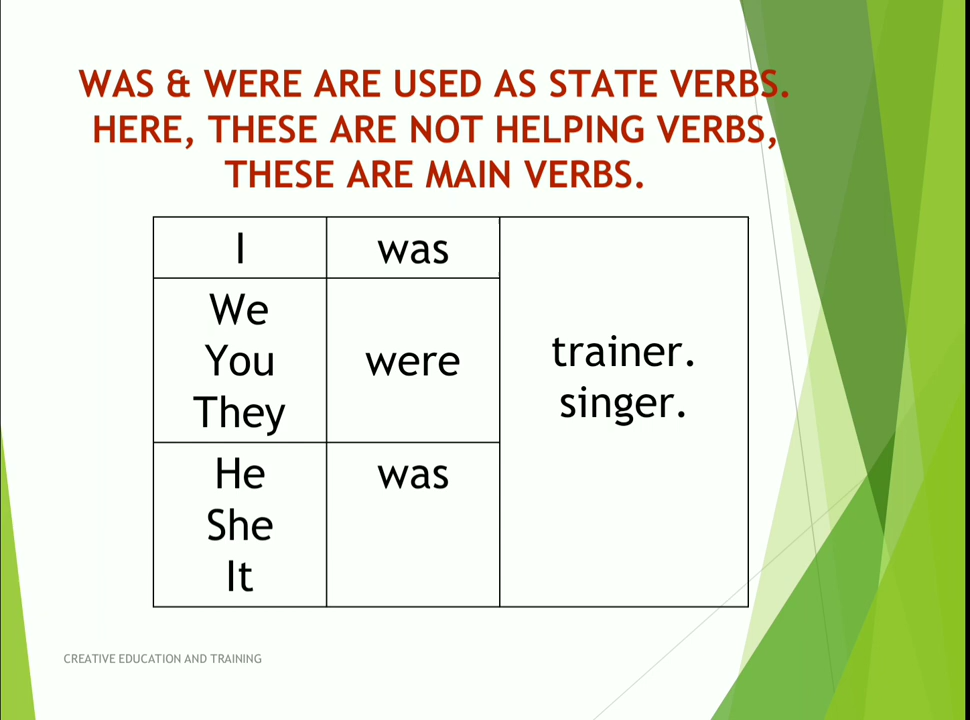 WAS & WERE ARE USED AS STATE VERBS.
HERE, THESE ARE NOT HELPING VERBS,
THESE ARE MAIN VERBS.
I
was
We
You
They
were
trainer.
singer.
He
She
It
was
CREATIVE EDUCATION AND TRAINING